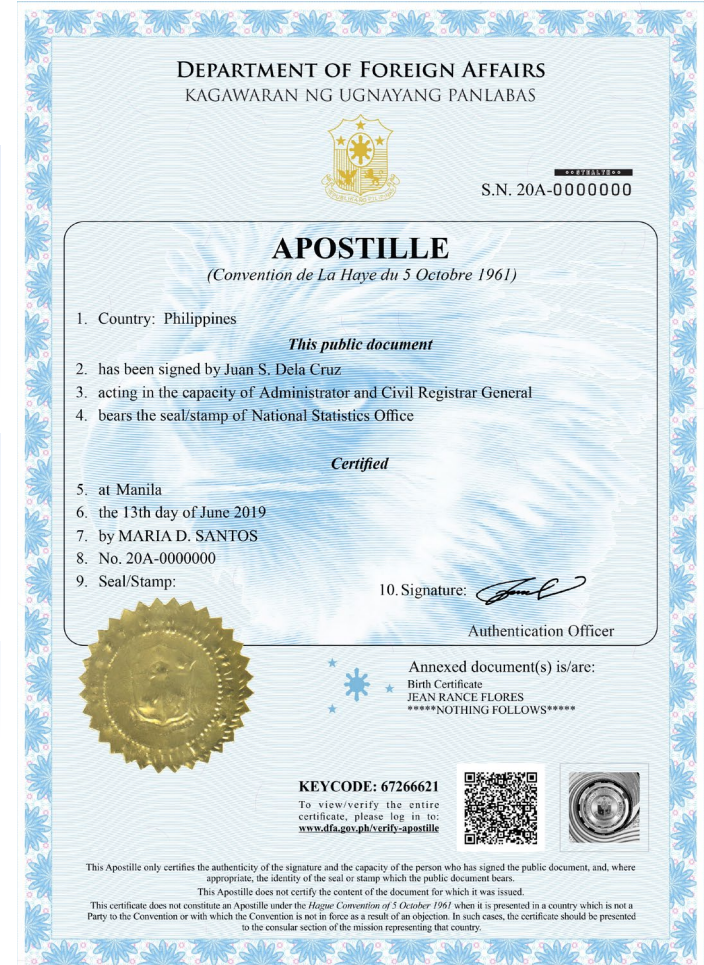 DEPARTMENT OF FOREIGN AFFAIRS
KAGAWARAN NG UGNAYANG PANLABAS
STEALTH
S.N. 20A-0000000
APOSTILLE
(Convention de La Haye du 5 Octobre 1961)
1. Country: Philippines
This public document
2. has been signed by Juan S. Dela Cruz
3. acting in the capacity of Administrator and Civil Registrar General
4. bears the seal/stamp of National Statistics Office
Certified
5. at Manila
6. the 13th day of June 2019
7. by MARIA D. SANTOS
8. No. 20A-0000000
9. Seal/Stamp:
10. Signature:
Authentication Officer
Annexed document(s) is/are:
Birth Certificate
JEAN RANCE FLORES
*****NOTHING FOLLOWS*****
KEYCODE: 67266621
To view/verify the entire
certificate, please log in to:
www.dfa.gov.ph/verify-apostille
This Apostille only certifies the authenticity of the signature and the capacity of the person who has signed the public document, and, where
appropriate, the identity of the seal or stamp which the public document bears.
This Apostille does not certify the content of the document for which it was issued.
This certificate does not constitute an Apostille under the Hague Convention of 5 October 1961 when it is presented in a country which is not a
Party to the Convention or with which the Convention is not in force as a result of an objection. In such cases, the certificate should be presented
to the consular section of the mission representing that country.